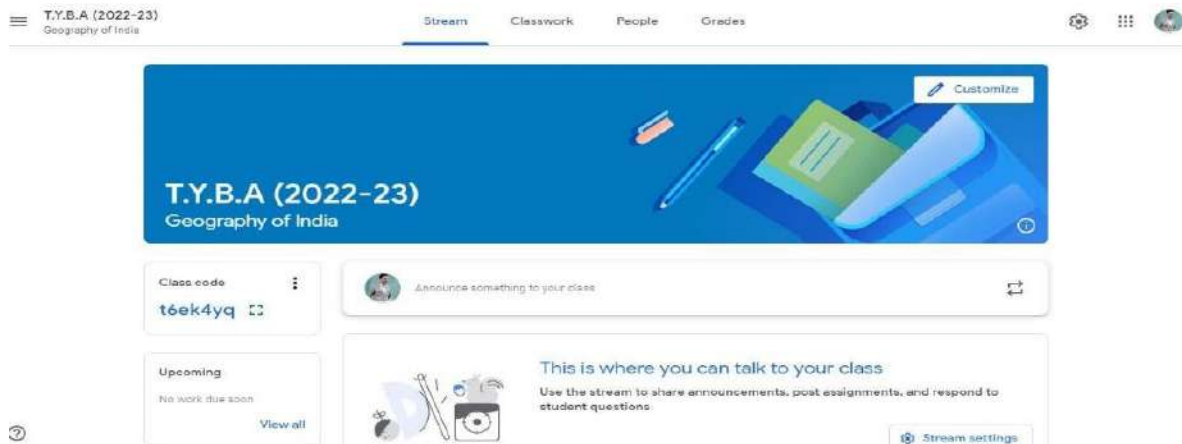 T.Y.B.A (2022-23)
Geography of India
Stream Classwork People Grades
Customize
T.Y.B.A (2022-23)
Geography of India
Class code
t6ek4yq
Announce something to your class
Upcoming
No work due soon
View all
This is where you can talk to your class
Use the stream to share announcements, post assignments, and respond to
student questions
Stream settings